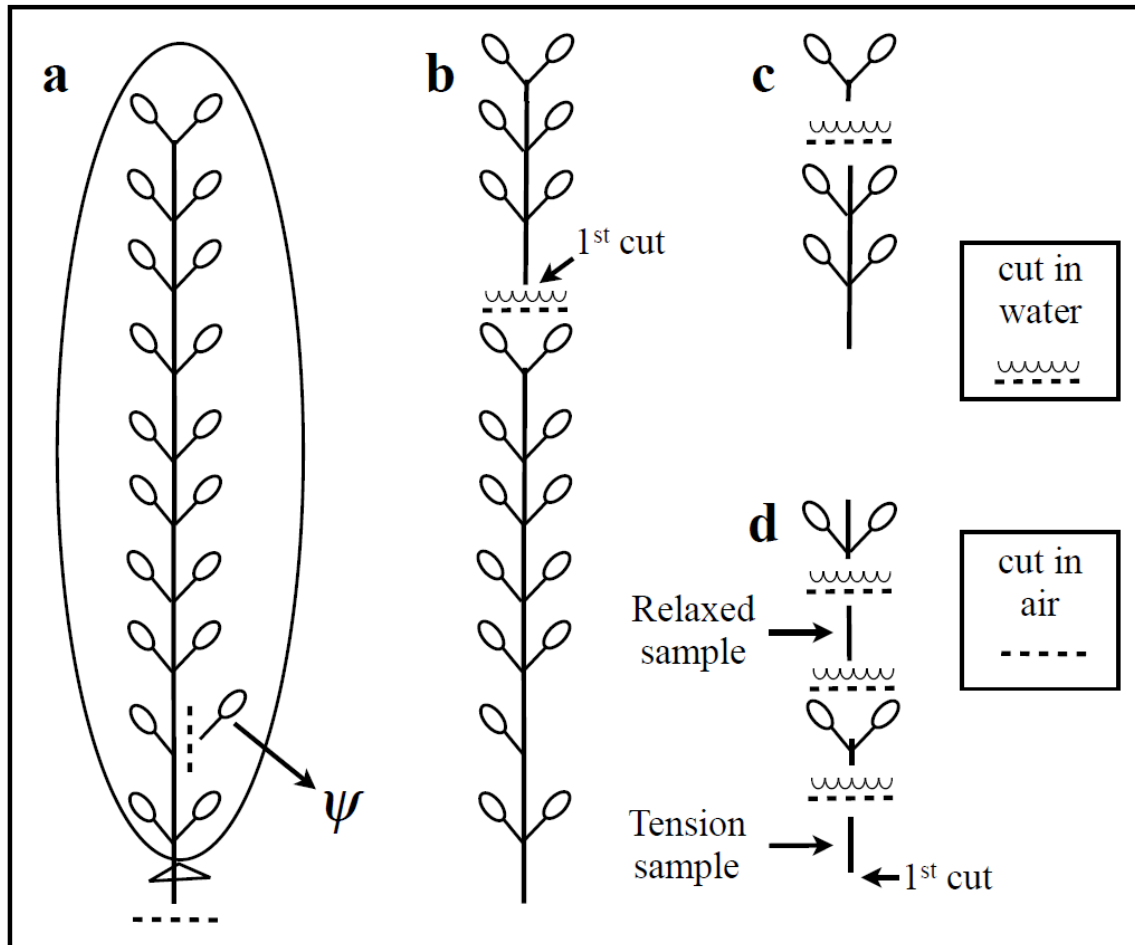 a
b
c
1st cut
cut in
water
ψ
d
Relaxed
sample
Tension
sample
1st cut
cut in
air